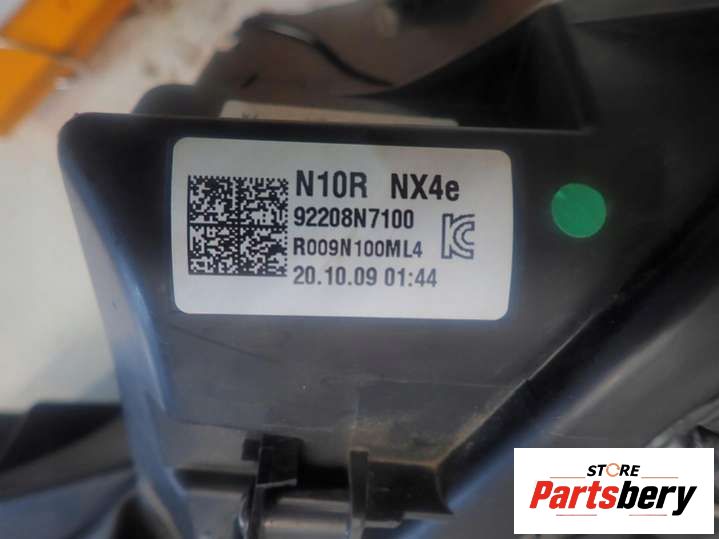 N10R NX4e
92208N7100
R009N100ML4
20.10.09 01:44
STORE
Partsbery